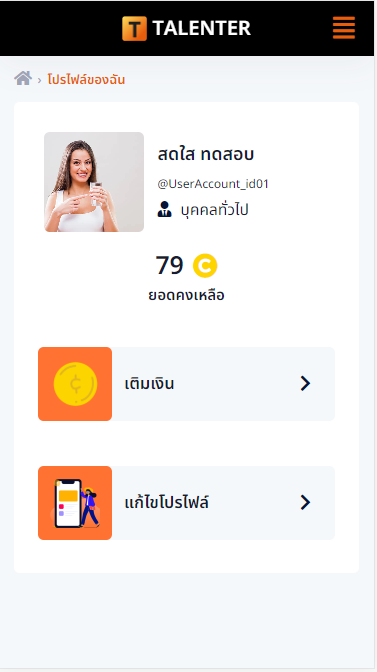 T TALENTER
› โปรไฟล์ของฉัน
สดใส ทดสอบ
@UserAccount_id01
บุคคลทั่วไป
79 C
ยอดคงเหลือ
เติมเงิน
แก้ไขโปรไฟล์